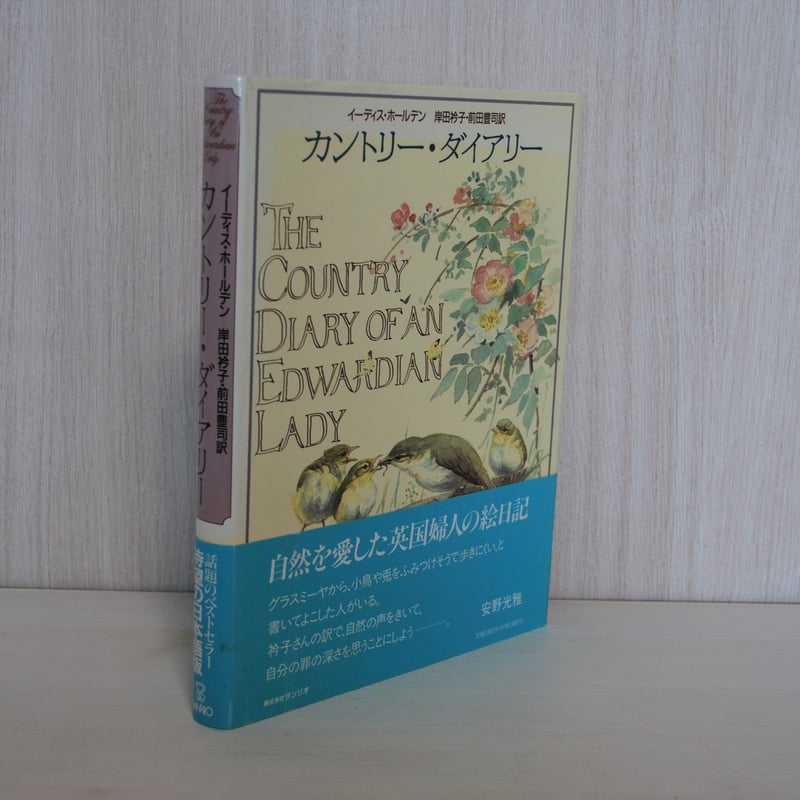 The
Country
Diary of
an
Edwardian
Lady
イーディス・ホールデン 岸田衿子・前田豊司訳
カントリー・ダイアリー
話題のベストセラー
待望の日本語版
SANRIO
イーディス・ホールデン 岸田衿子・前田豊司訳
カントリー・ダイアリー
THE
COUNTRY
DIARY OF AN
EDWARDIAN
LADY
自然を愛した英国婦人の絵日記
グラスミーヤから、小鳥や兎をふみつけそうで歩きにくい、と
書いてよこした人がいる。
衿子さんの訳で、自然の声をきいて、
自分の罪の深さを思うことにしよう———。
安野光雅
株式会社サンリオ